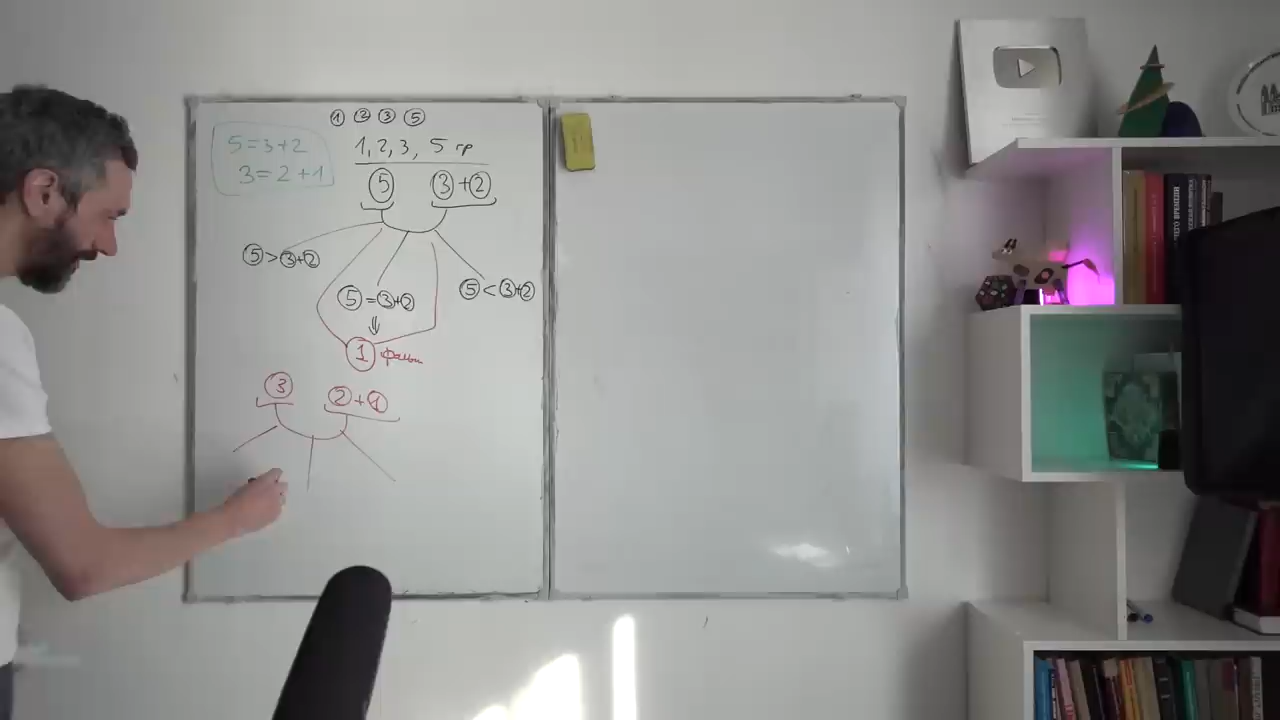 ① ② ③ ⑤
1, 2, 3, 5 гр
5=3+2
3=2+1
⑤ ③+②
⑤>③+②
⑤=③+②
⑤<③+②
⇓
① фальш
③ ②+①